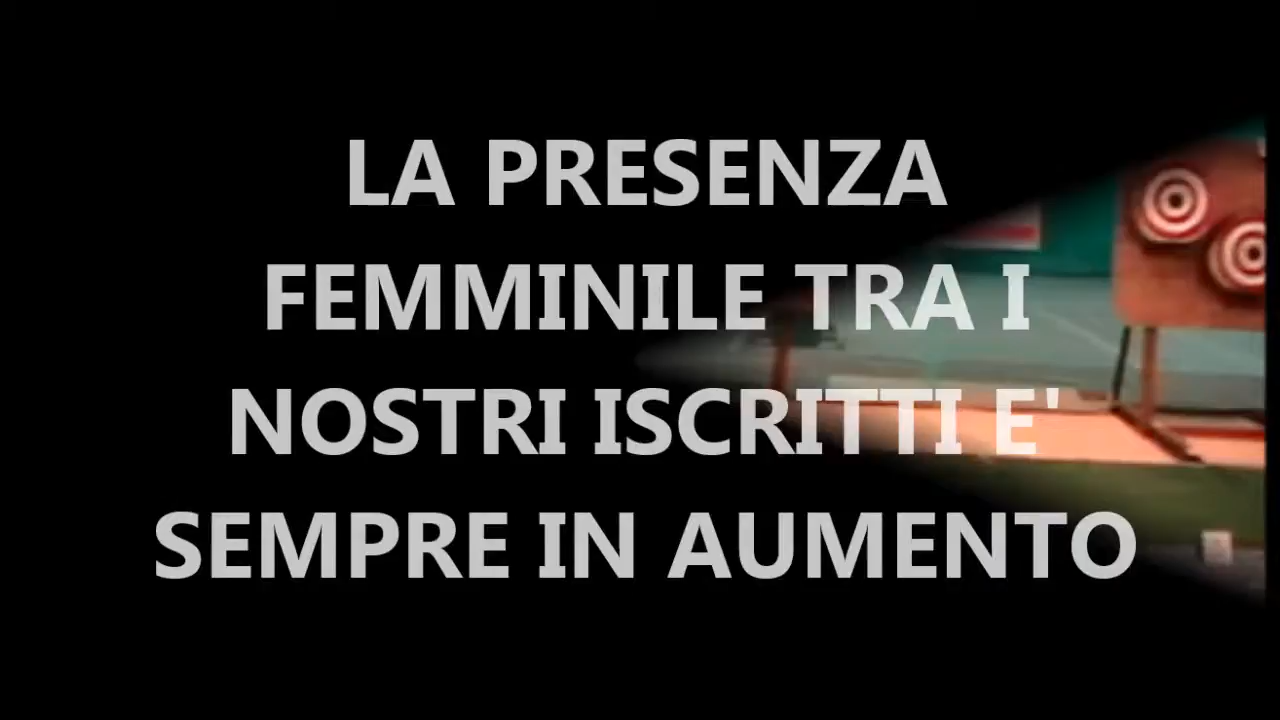 LA PRESENZA
FEMMINILE TRA I
NOSTRI ISCRITTI E'
SEMPRE IN AUMENTO